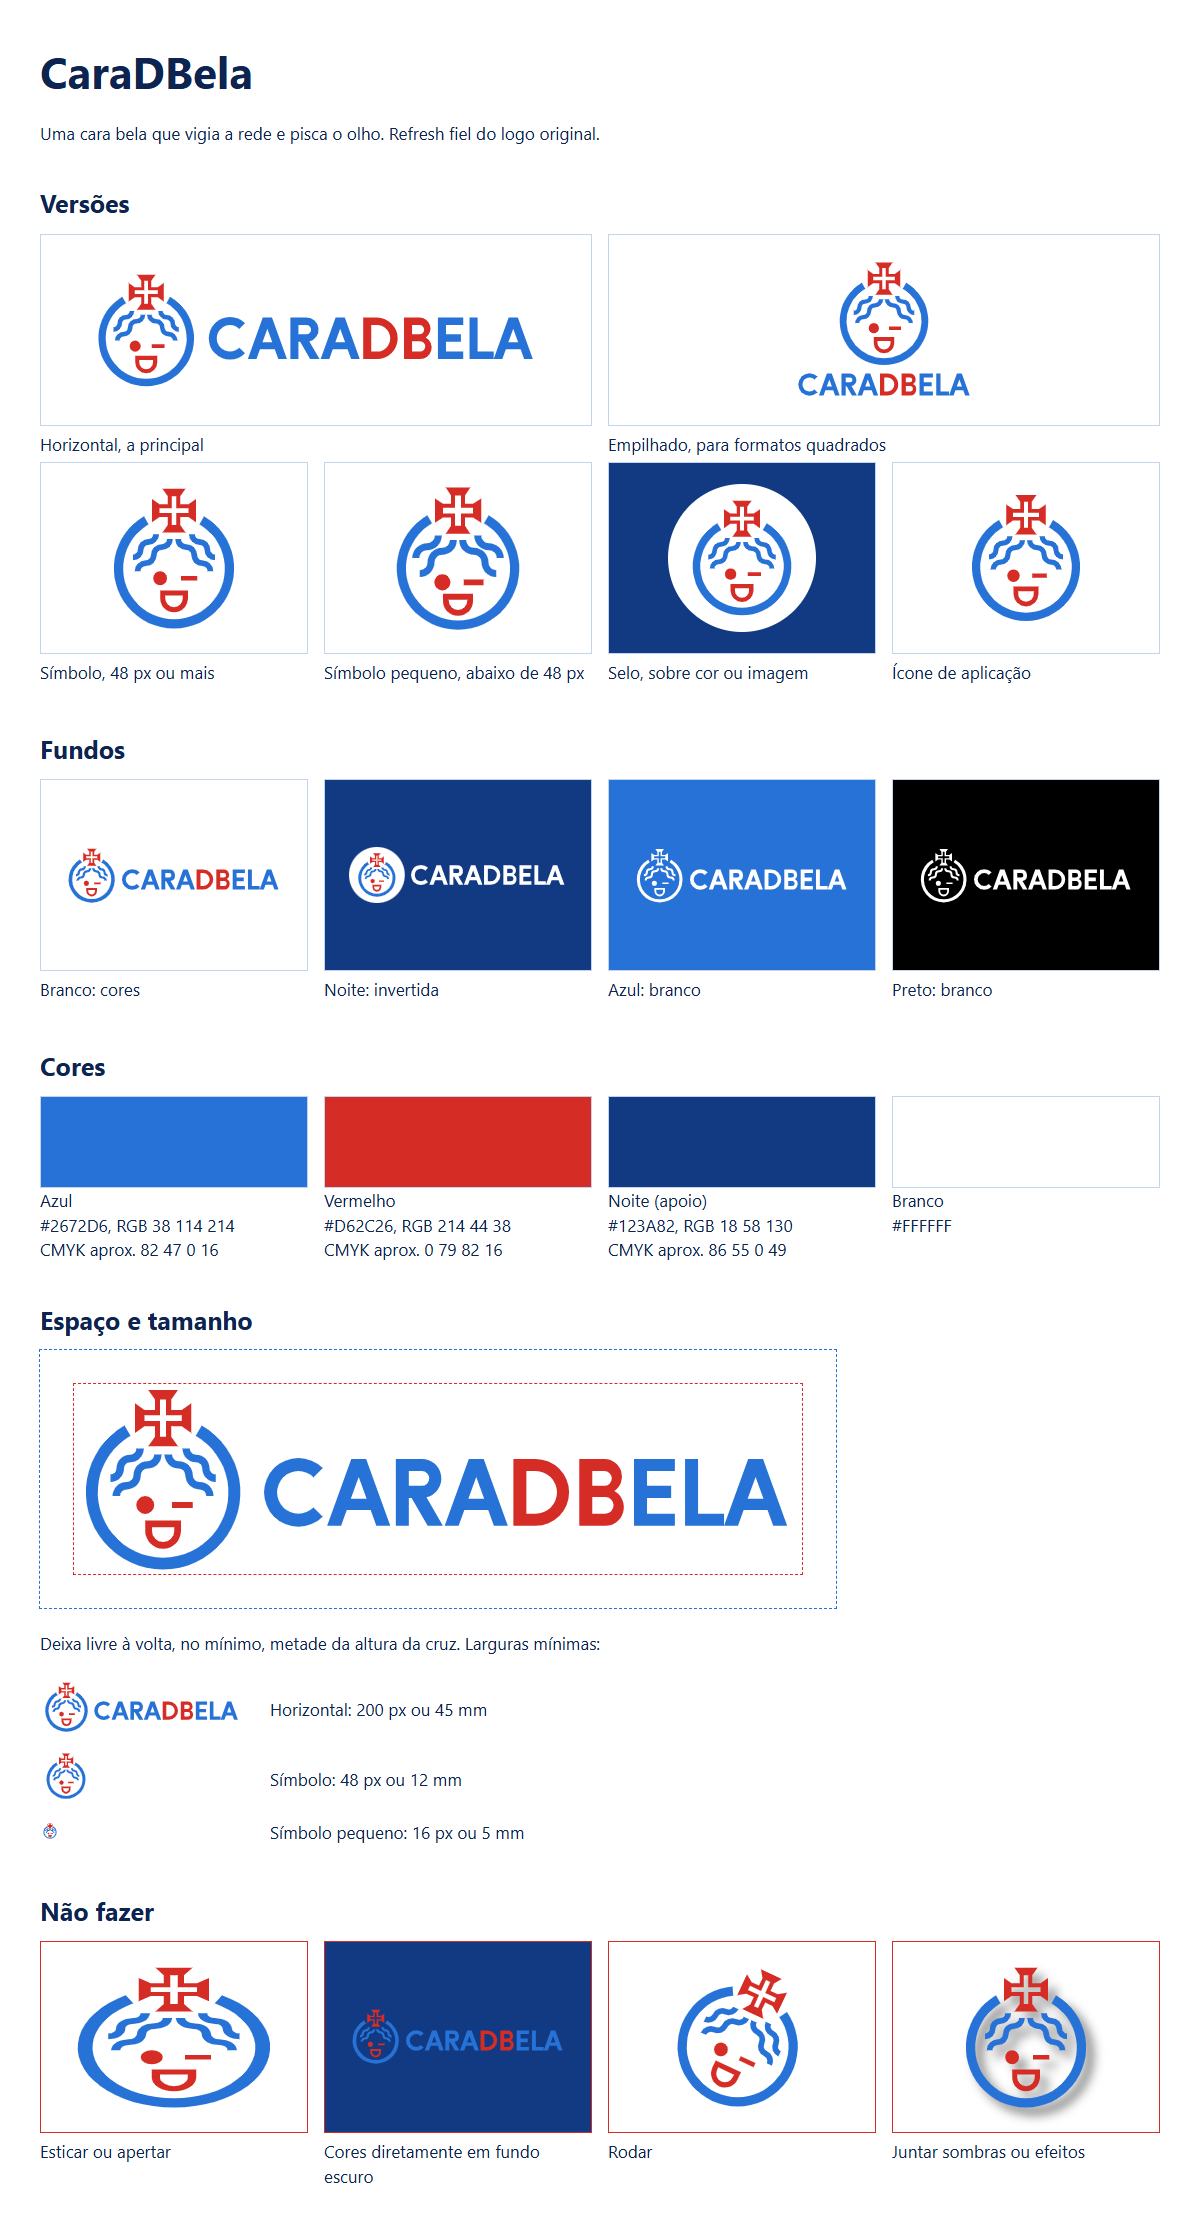 CaraDBela
Uma cara bela que vigia a rede e pisca o olho. Refresh fiel do logo original.
Versões
CARADBELA
CARADBELA
Horizontal, a principal
Empilhado, para formatos quadrados
Símbolo, 48 px ou mais
Símbolo pequeno, abaixo de 48 px
Selo, sobre cor ou imagem
Ícone de aplicação
Fundos
CARADBELA
CARADBELA
CARADBELA
CARADBELA
Branco: cores
Noite: invertida
Azul: branco
Preto: branco
Cores
Azul
#2672D6, RGB 38 114 214
CMYK aprox. 82 47 0 16
Vermelho
#D62C26, RGB 214 44 38
CMYK aprox. 0 79 82 16
Noite (apoio)
#123A82, RGB 18 58 130
CMYK aprox. 86 55 0 49
Branco
#FFFFFF
Espaço e tamanho
CARADBELA
Deixa livre à volta, no mínimo, metade da altura da cruz. Larguras mínimas:
CARADBELA
Horizontal: 200 px ou 45 mm
Símbolo: 48 px ou 12 mm
Símbolo pequeno: 16 px ou 5 mm
Não fazer
CARADBELA
Esticar ou apertar
Cores diretamente em fundo
escuro
Rodar
Juntar sombras ou efeitos